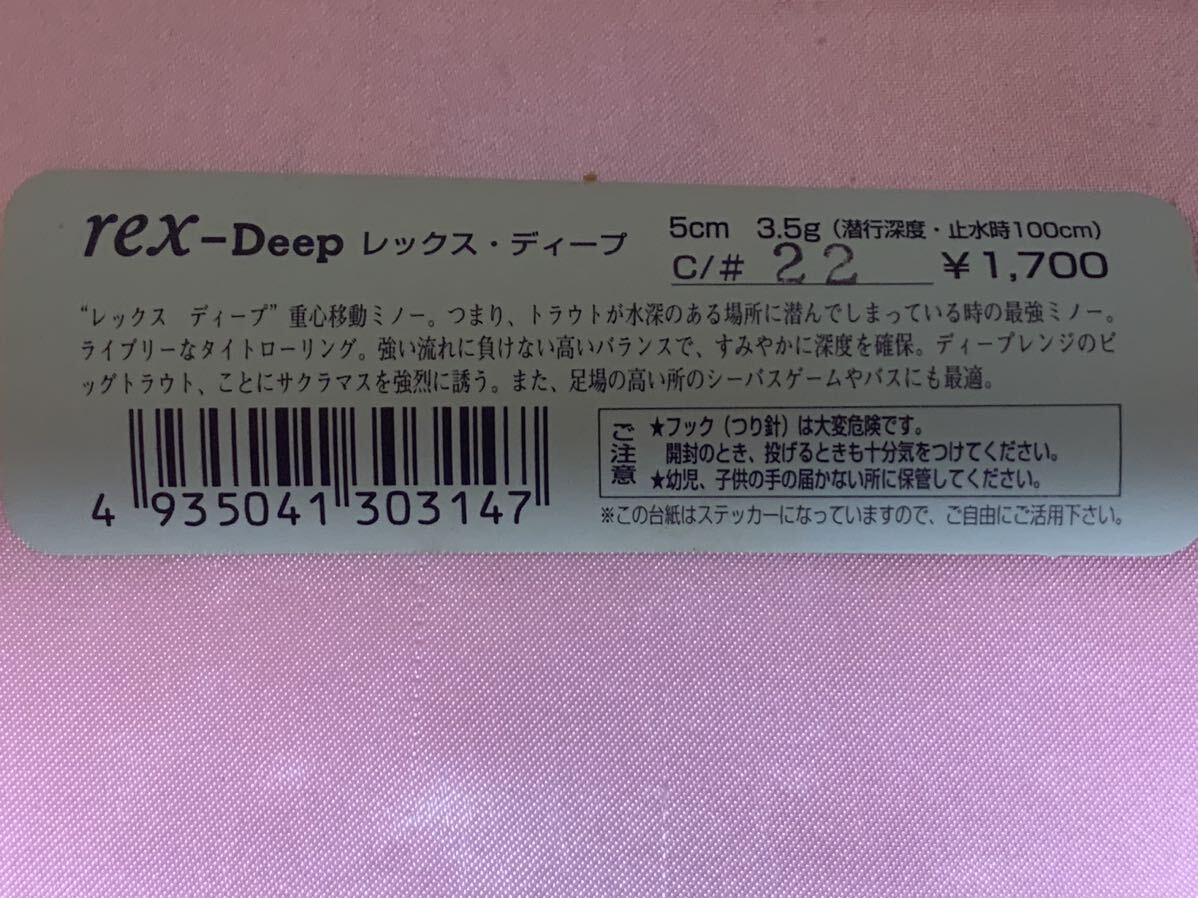 rex-Deep レックス・ディープ 5cm 3.5g（潜行深度・止水時100cm）
C/# 22 ¥1,700
“レックス ディープ” 重心移動ミノー。つまり、トラウトが水深のある場所に潜んでしまっている時の最強ミノー。
ライブリーなタイトローリング。強い流れに負けない高いバランスで、すみやかに深度を確保。ディープレンジのビ
ッグトラウト、ことにサクラマスを強烈に誘う。また、足場の高い所のシーバスゲームやバスにも最適。
4 935041 303147
ご注意
★フック（つり針）は大変危険です。
開封のとき、投げるときも十分気をつけてください。
★幼児、子供の手の届かない所に保管してください。
※この台紙はステッカーになっていますので、ご自由にご活用下さい。